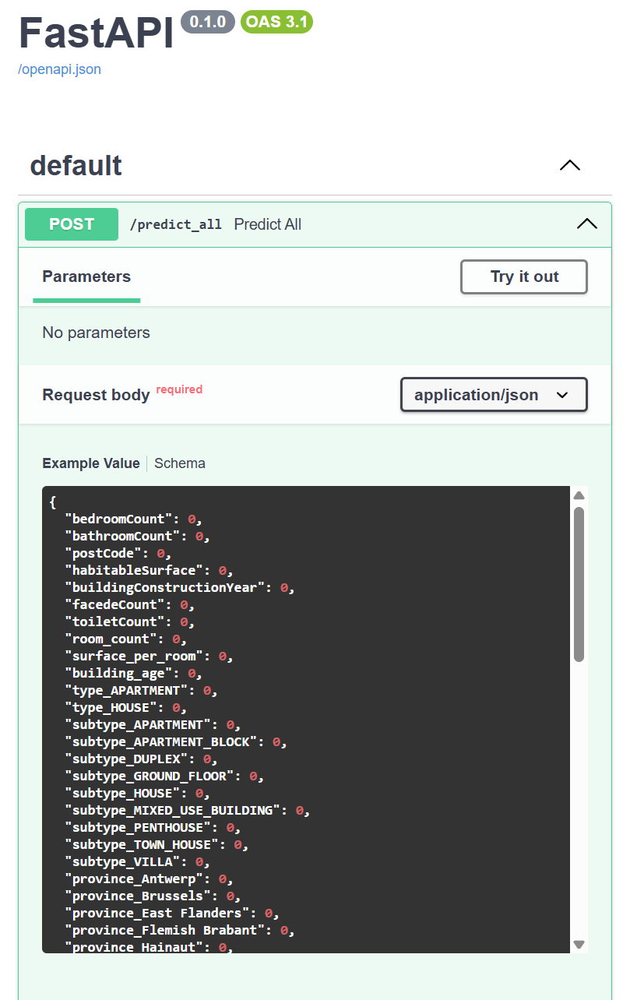 FastAPI 0.1.0 OAS 3.1
/openapi.json
default
POST /predict_all Predict All
Parameters Try it out
No parameters
Request body required application/json
Example Value Schema
{
"bedroomCount": 0,
"bathroomCount": 0,
"postCode": 0,
"habitableSurface": 0,
"buildingConstructionYear": 0,
"facedeCount": 0,
"toiletCount": 0,
"room_count": 0,
"surface_per_room": 0,
"building_age": 0,
"type_APARTMENT": 0,
"type_HOUSE": 0,
"subtype_APARTMENT": 0,
"subtype_APARTMENT_BLOCK": 0,
"subtype_DUPLEX": 0,
"subtype_GROUND_FLOOR": 0,
"subtype_HOUSE": 0,
"subtype_MIXED_USE_BUILDING": 0,
"subtype_PENTHOUSE": 0,
"subtype_TOWN_HOUSE": 0,
"subtype_VILLA": 0,
"province_Antwerp": 0,
"province_Brussels": 0,
"province_East Flanders": 0,
"province_Flemish Brabant": 0,
"province_Hainaut": 0,